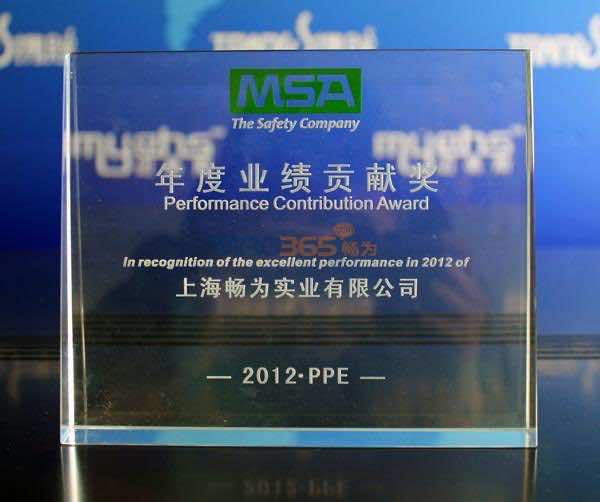 MSA
The Safety Company
年度业绩贡献奖
Performance Contribution Award
365畅为
In recognition of the excellent performance in 2012 of
上海畅为实业有限公司
— 2012·PPE —